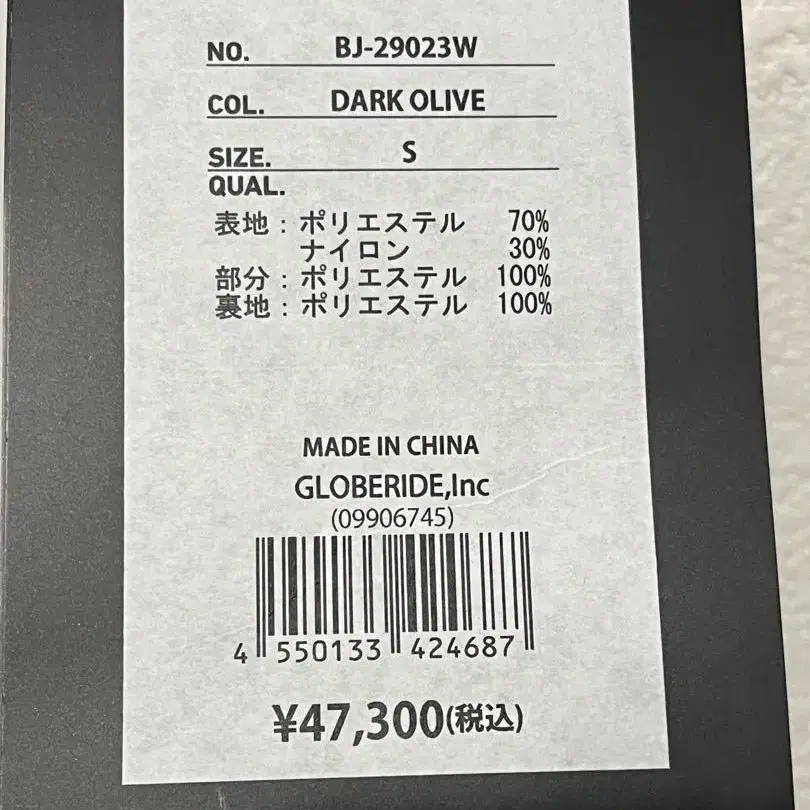 NO. BJ-29023W
COL. DARK OLIVE
SIZE. S
QUAL.
表地：ポリエステル 70%
ナイロン 30%
部分：ポリエステル 100%
裏地：ポリエステル 100%
MADE IN CHINA
GLOBERIDE,Inc
(09906745)
4 550133 424687
¥47,300(税込)